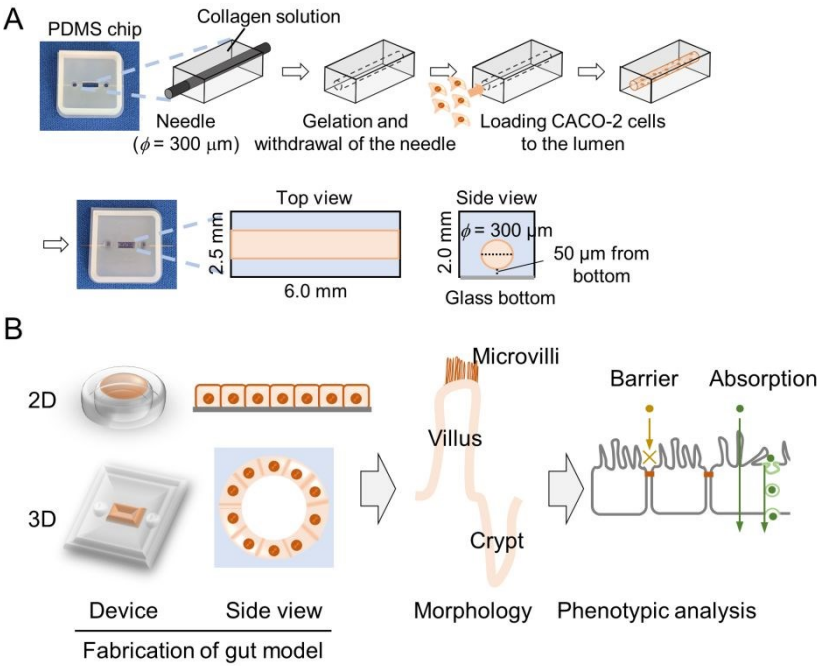 A
PDMS chip
Collagen solution
Needle
(ϕ = 300 μm)
Gelation and
withdrawal of the needle
Loading CACO-2 cells
to the lumen
Top view
2.5 mm
6.0 mm
Side view
2.0 mm
ϕ = 300 μm
50 μm from
bottom
Glass bottom
B
2D
3D
Microvilli
Villus
Crypt
Barrier
Absorption
Device
Side view
Morphology
Phenotypic analysis
Fabrication of gut model